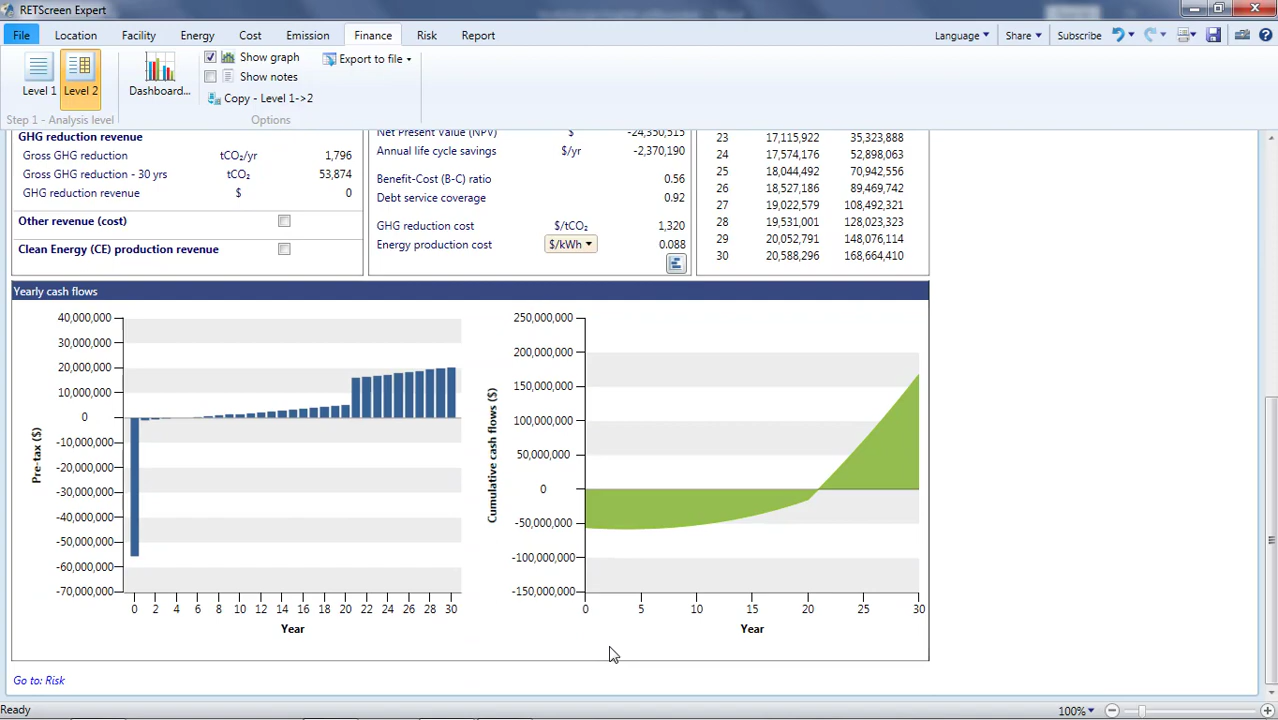 RETScreen Expert
File Location Facility Energy Cost Emission Finance Risk Report Language Share Subscribe
Level 1 Level 2 Dashboard...
Show graph
Show notes
Copy - Level 1->2
Export to file
Step 1 - Analysis level Options
GHG reduction revenue
Gross GHG reduction tCO₂/yr 1,796
Gross GHG reduction - 30 yrs tCO₂ 53,874
GHG reduction revenue $ 0
Other revenue (cost)
Clean Energy (CE) production revenue
Net Present Value (NPV) $ -24,350,515
Annual life cycle savings $/yr -2,370,190
Benefit-Cost (B-C) ratio 0.56
Debt service coverage 0.92
GHG reduction cost $/tCO₂ 1,320
Energy production cost $/kWh 0.088
23 17,115,922 35,323,888
24 17,574,176 52,898,063
25 18,044,492 70,942,556
26 18,527,186 89,469,742
27 19,022,579 108,492,321
28 19,531,001 128,023,323
29 20,052,791 148,076,114
30 20,588,296 168,664,410
Yearly cash flows
Pre-tax ($)
40,000,000
30,000,000
20,000,000
10,000,000
0
-10,000,000
-20,000,000
-30,000,000
-40,000,000
-50,000,000
-60,000,000
-70,000,000
0 2 4 6 8 10 12 14 16 18 20 22 24 26 28 30
Year
Cumulative cash flows ($)
250,000,000
200,000,000
150,000,000
100,000,000
50,000,000
0
-50,000,000
-100,000,000
-150,000,000
0 5 10 15 20 25 30
Year
Go to: Risk
Ready 100%